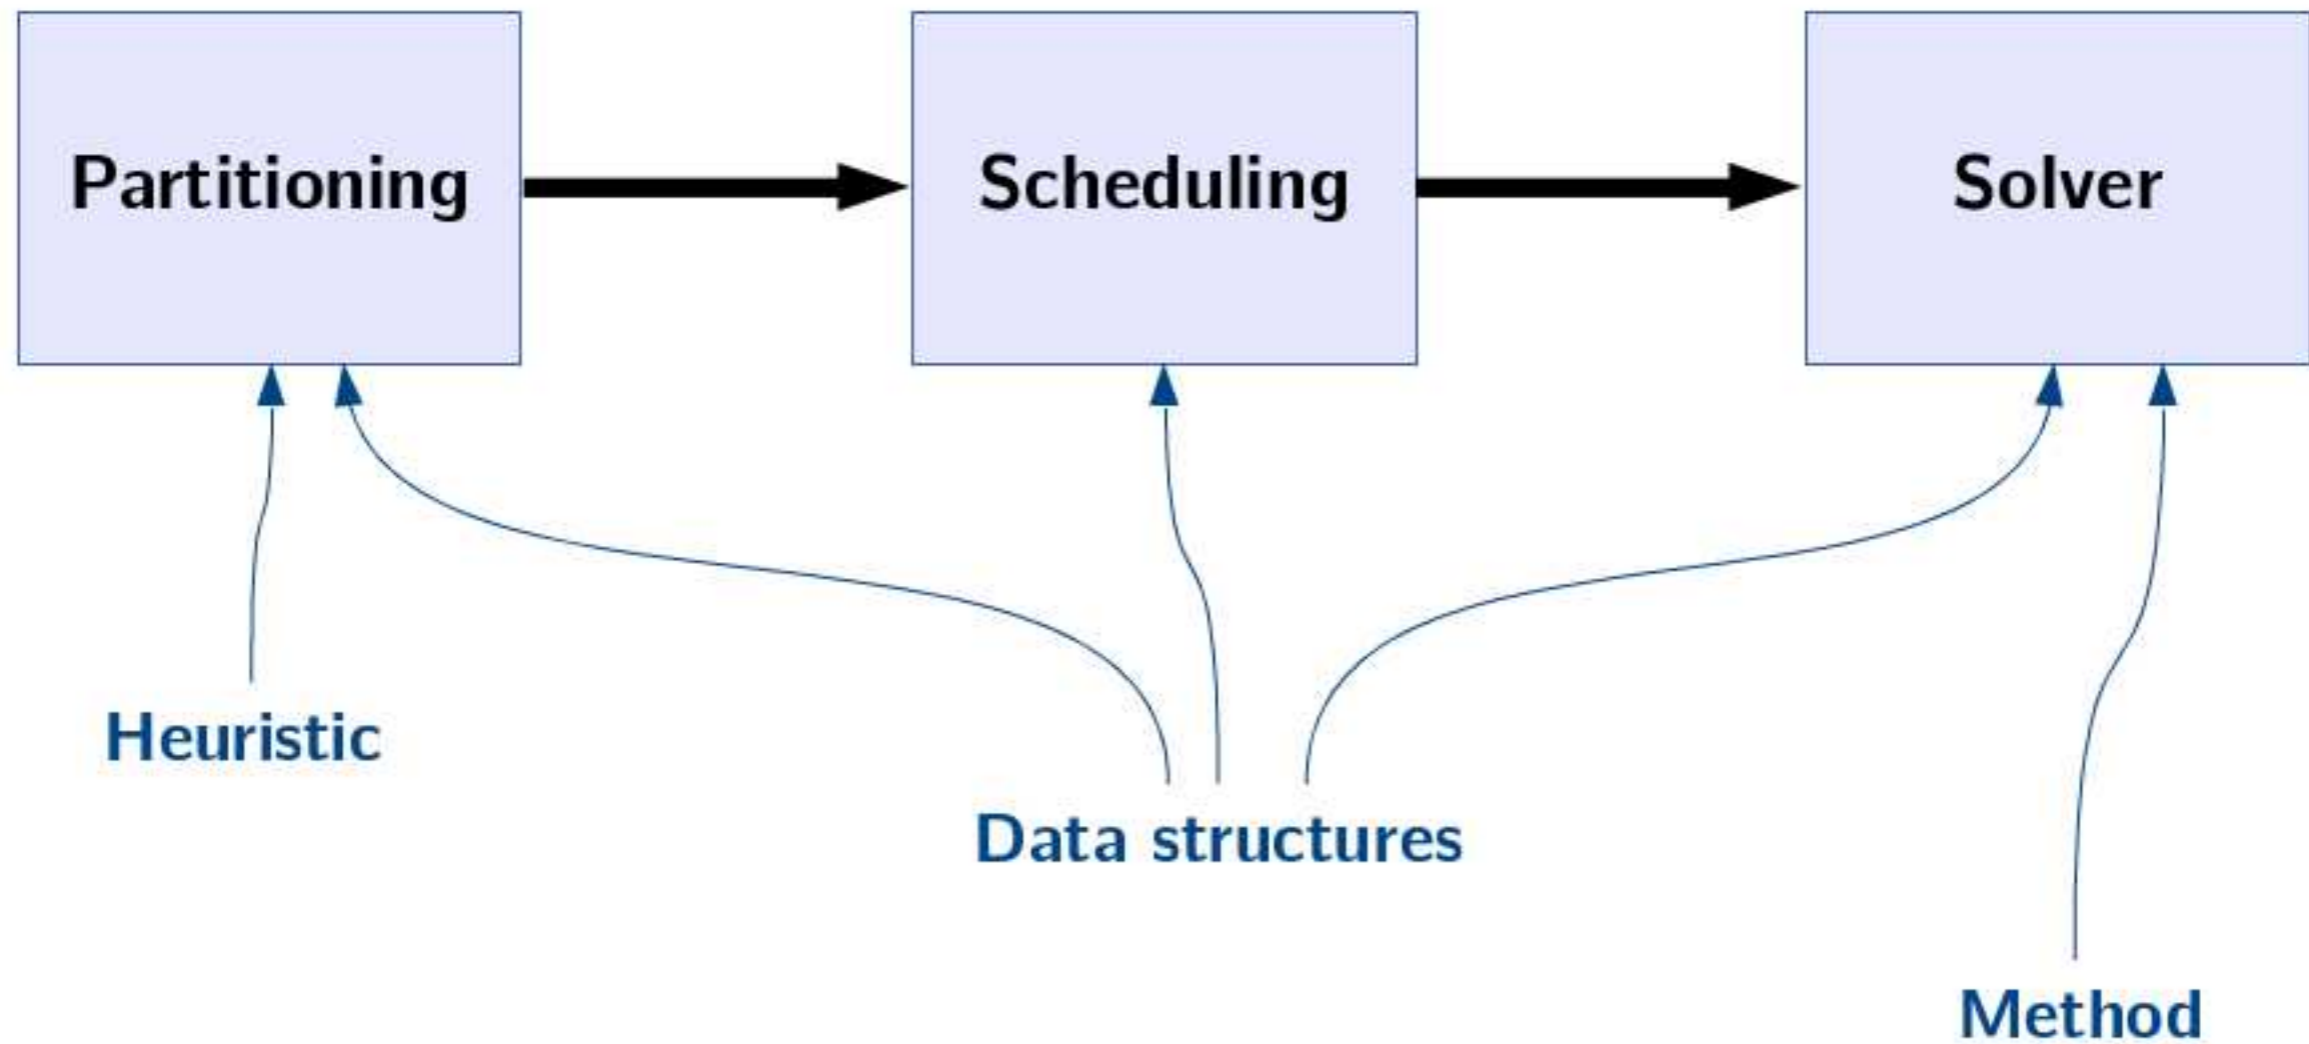 Partitioning
Scheduling
Solver
Heuristic
Data structures
Method